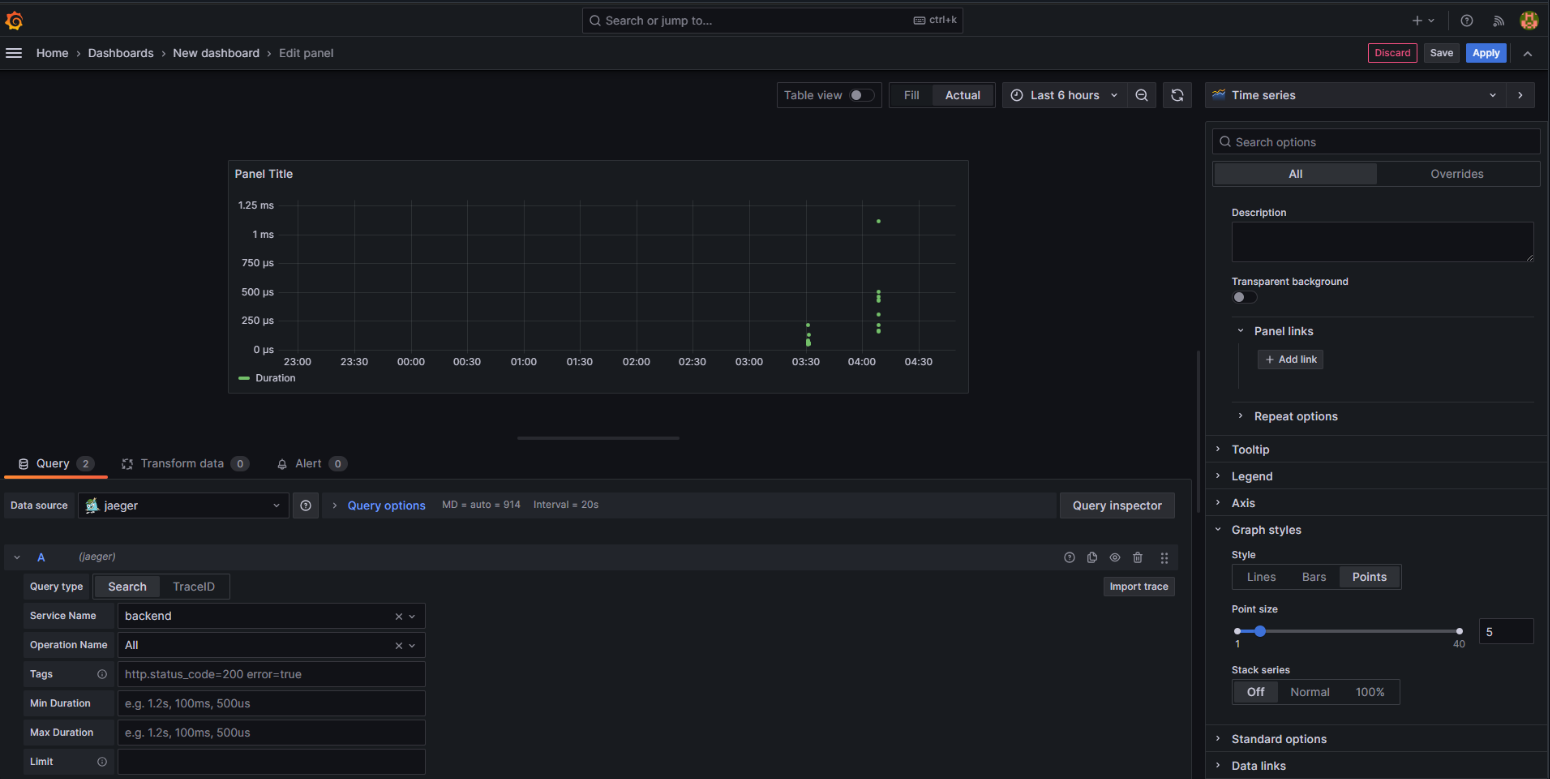 Search or jump to... ctrl+k
Home › Dashboards › New dashboard › Edit panel
Discard Save Apply
Table view Fill Actual Last 6 hours
Time series
Search options
All Overrides
Description
Transparent background
Panel links
+ Add link
Repeat options
Tooltip
Legend
Axis
Graph styles
Style
Lines Bars Points
Point size
5
1 40
Stack series
Off Normal 100%
Standard options
Data links
Panel Title
1.25 ms
1 ms
750 µs
500 µs
250 µs
0 µs
23:00 23:30 00:00 00:30 01:00 01:30 02:00 02:30 03:00 03:30 04:00 04:30
Duration
Query 2 Transform data 0 Alert 0
Data source jaeger Query options MD = auto = 914 Interval = 20s Query inspector
A (jaeger)
Query type Search TraceID Import trace
Service Name backend
Operation Name All
Tags http.status_code=200 error=true
Min Duration e.g. 1.2s, 100ms, 500us
Max Duration e.g. 1.2s, 100ms, 500us
Limit